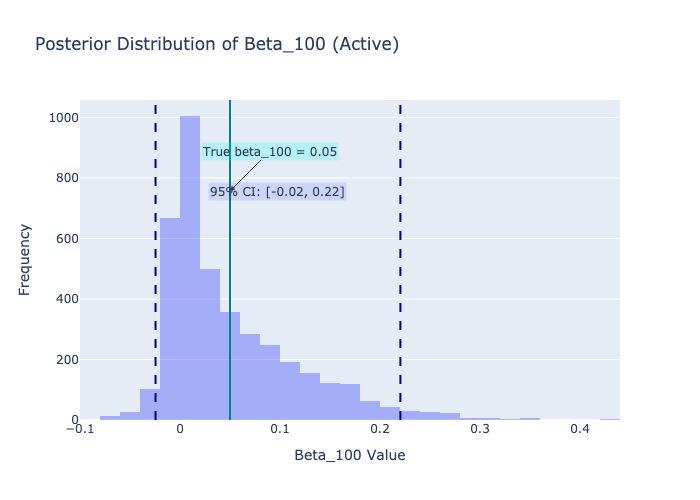 Posterior Distribution of Beta_100 (Active)
1000
800
600
400
200
0
Frequency
True beta_100 = 0.05
95% CI: [-0.02, 0.22]
−0.1
0
0.1
0.2
0.3
0.4
Beta_100 Value